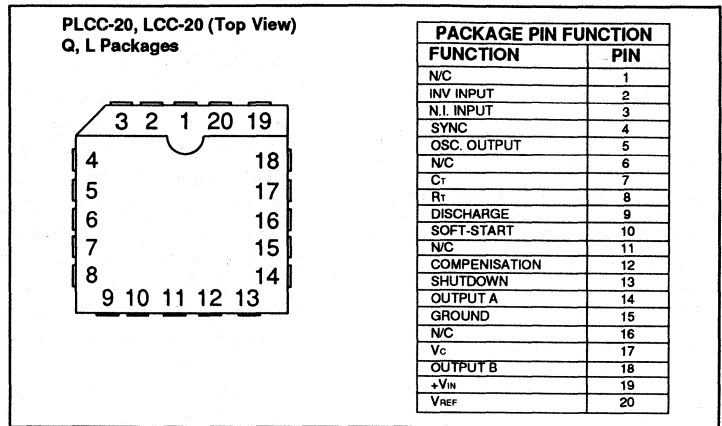 PLCC-20, LCC-20 (Top View)
Q, L Packages
3 2 1 20 19
4 18
5 17
6 16
7 15
8 14
9 10 11 12 13
PACKAGE PIN FUNCTION
FUNCTION PIN
N/C 1
INV INPUT 2
N.I. INPUT 3
SYNC 4
OSC. OUTPUT 5
N/C 6
CT 7
RT 8
DISCHARGE 9
SOFT-START 10
N/C 11
COMPENISATION 12
SHUTDOWN 13
OUTPUT A 14
GROUND 15
N/C 16
VC 17
OUTPUT B 18
+VIN 19
VREF 20